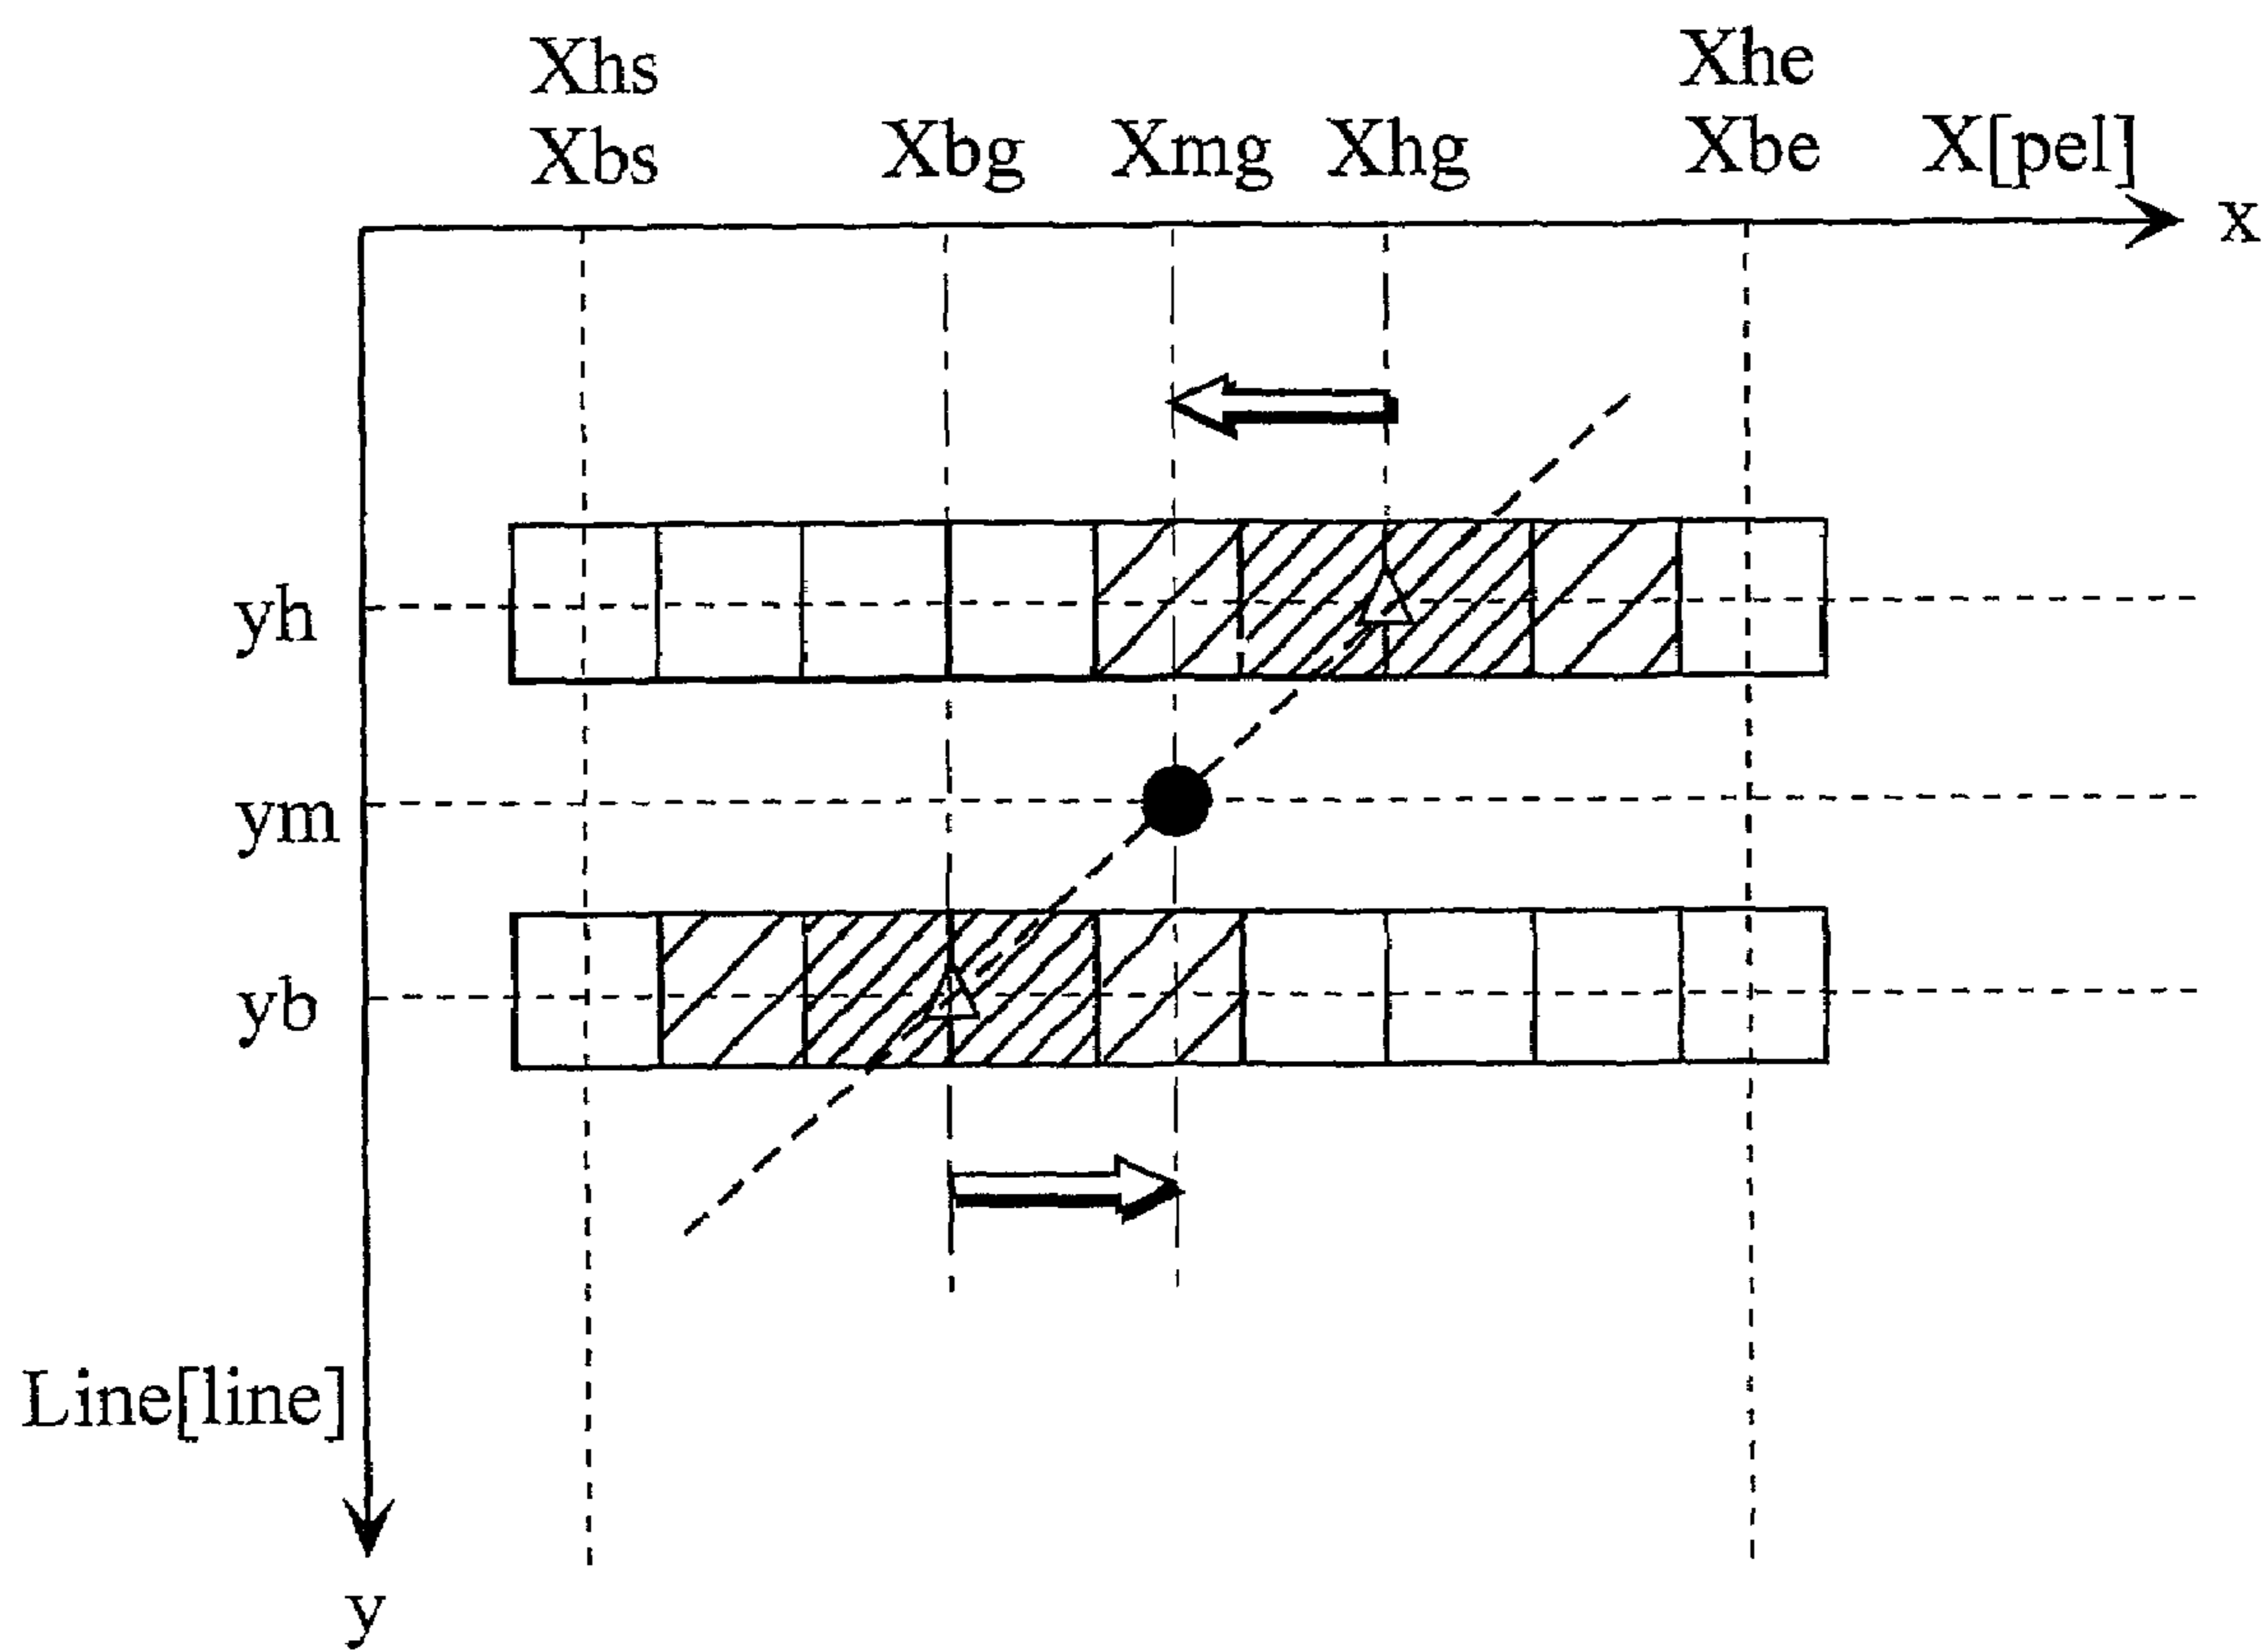 Xhs Xhe
Xbs Xbg Xmg Xhg Xbe X[pel]
x
yh
ym
yb
Line[line]
y